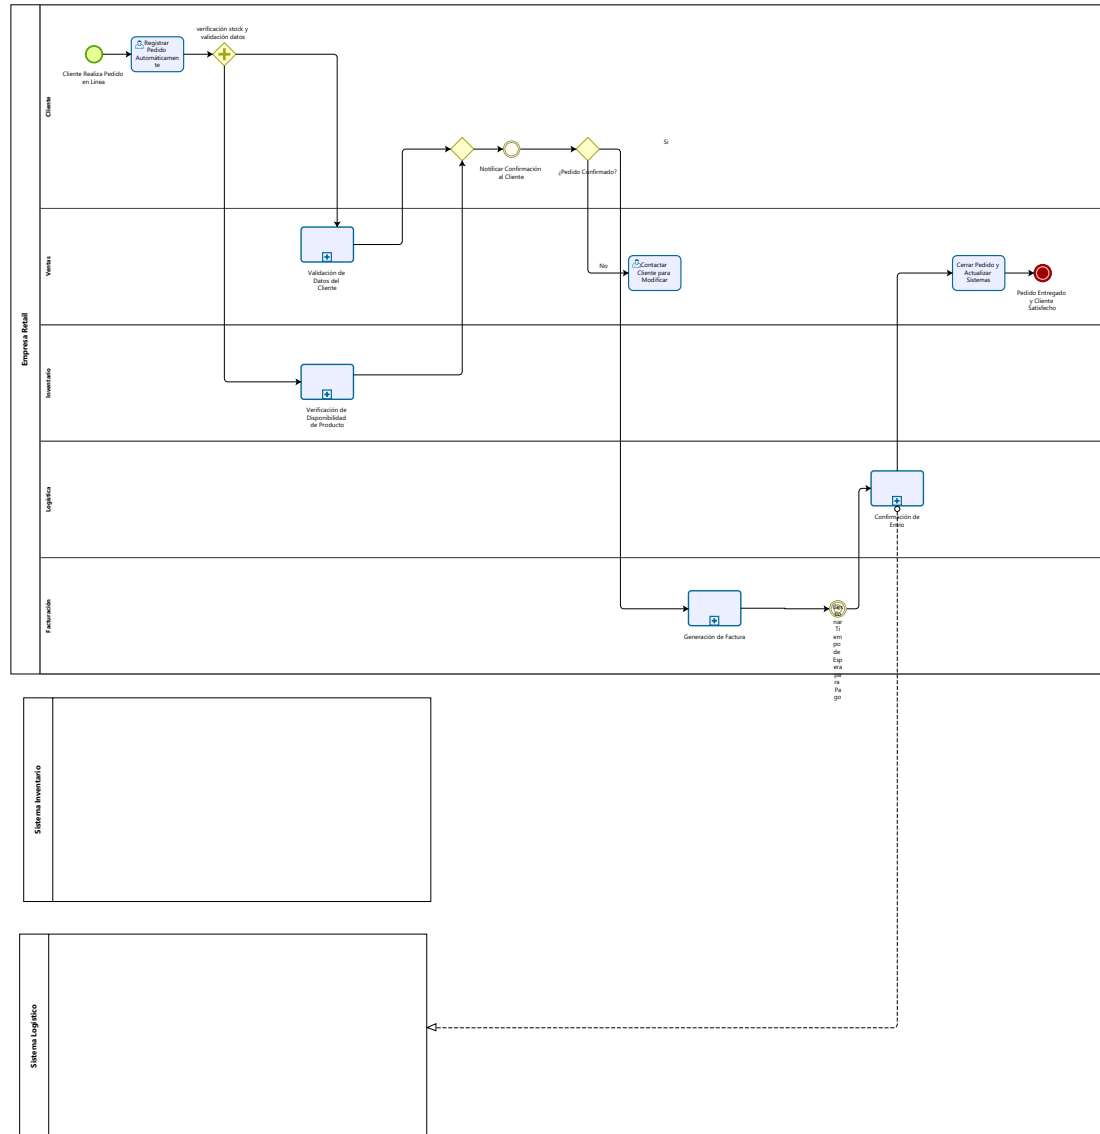 Empresa Retail
Cliente
Cliente Realiza Pedido
en Línea
Registrar
Pedido
Automáticamen
te
verificación stock y
validación datos
Notificar Confirmación
al Cliente
¿Pedido Confirmado?
Si
No
Ventas
Validación de
Datos del
Cliente
Contactar
Cliente para
Modificar
Cerrar Pedido y
Actualizar
Sistemas
Pedido Entregado
y Cliente
Satisfecho
Inventario
Verificación de
Disponibilidad
de Producto
Logística
Confirmación de
Envío
Facturación
Generación de Factura
nar
Ti
em
po
de
Esp
era
pa
ra
Pa
go
Sistema Inventario
Sistema Logístico